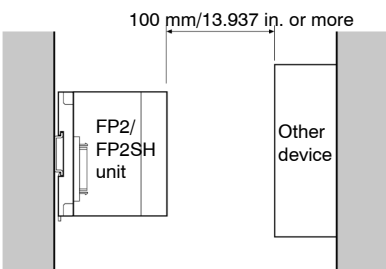 100 mm/13.937 in. or more
FP2/
FP2SH
unit
Other
device